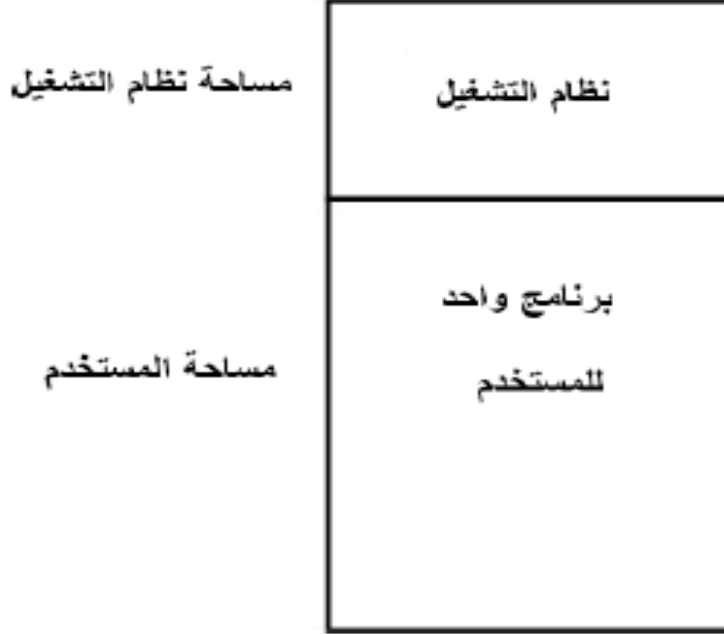 نظام التشغيل
مساحة نظام التشغيل
برنامج واحد
للمستخدم
مساحة المستخدم